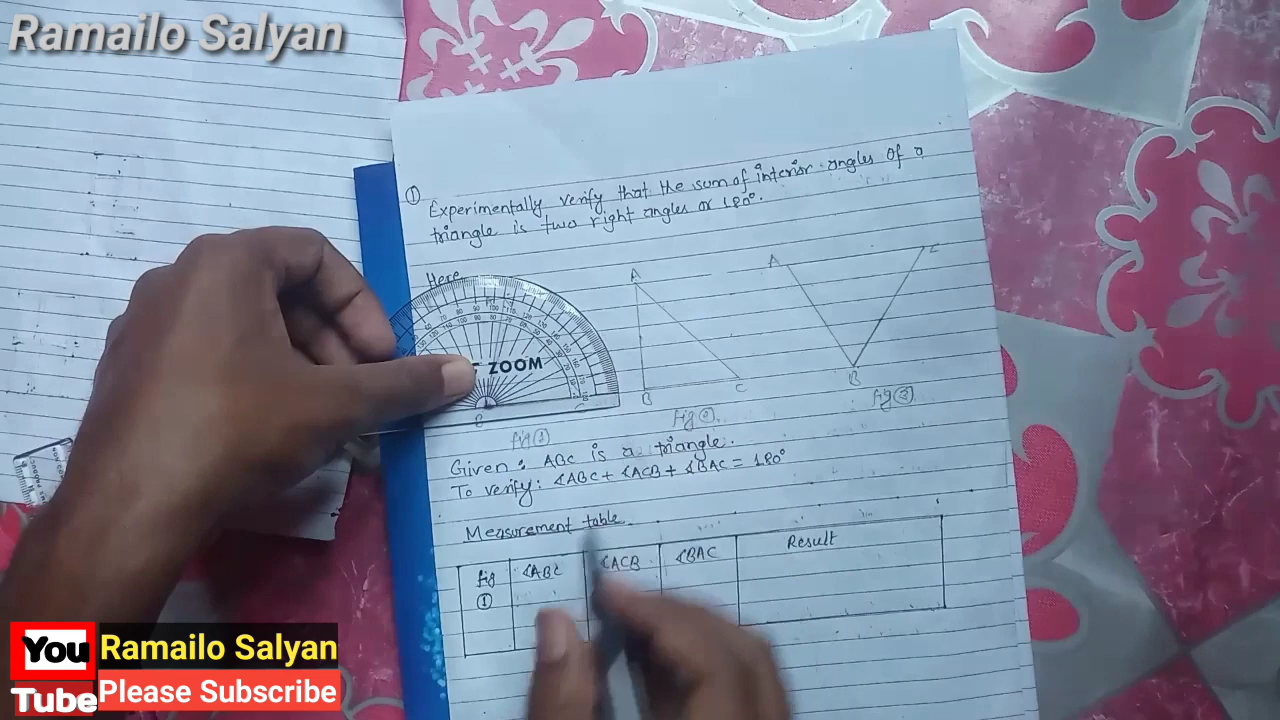 Ramailo Salyan
① Experimentally verify that the sum of interior angles of a
triangle is two right angles or 180°.
Here
ZOOM
A
B
C
A
B
C
B
C
fig ①
fig ②.
fig ③
Given : ABC is a triangle.
To verify: ∡ABC + ∡ACB + ∡BAC = 180°
Measurement table
fig ∡ABC ∡ACB ∡BAC Result
①
You Tube
Ramailo Salyan
Please Subscribe